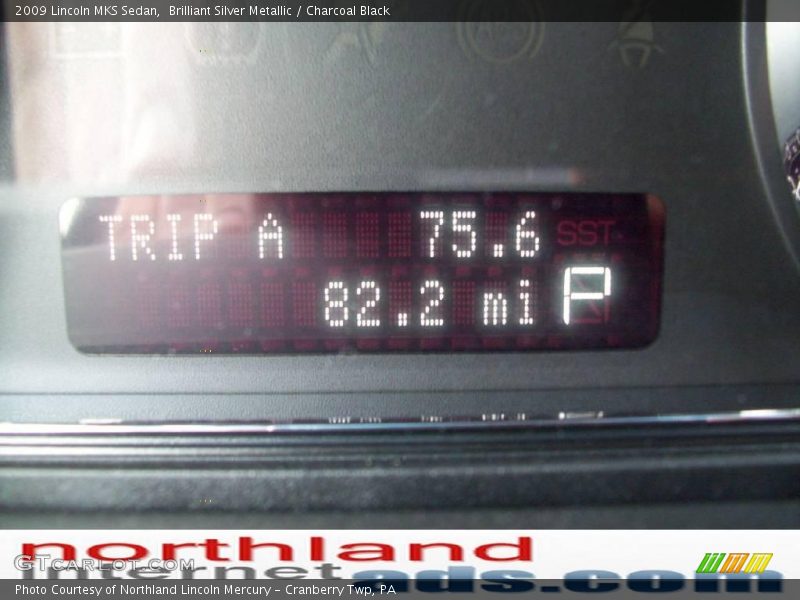 2009 Lincoln MKS Sedan,  Brilliant Silver Metallic / Charcoal Black
TRIP A 75.6 SST
82.2 mi P
northland
GTCarLot.com
internetads.com
Photo Courtesy of Northland Lincoln Mercury - Cranberry Twp, PA